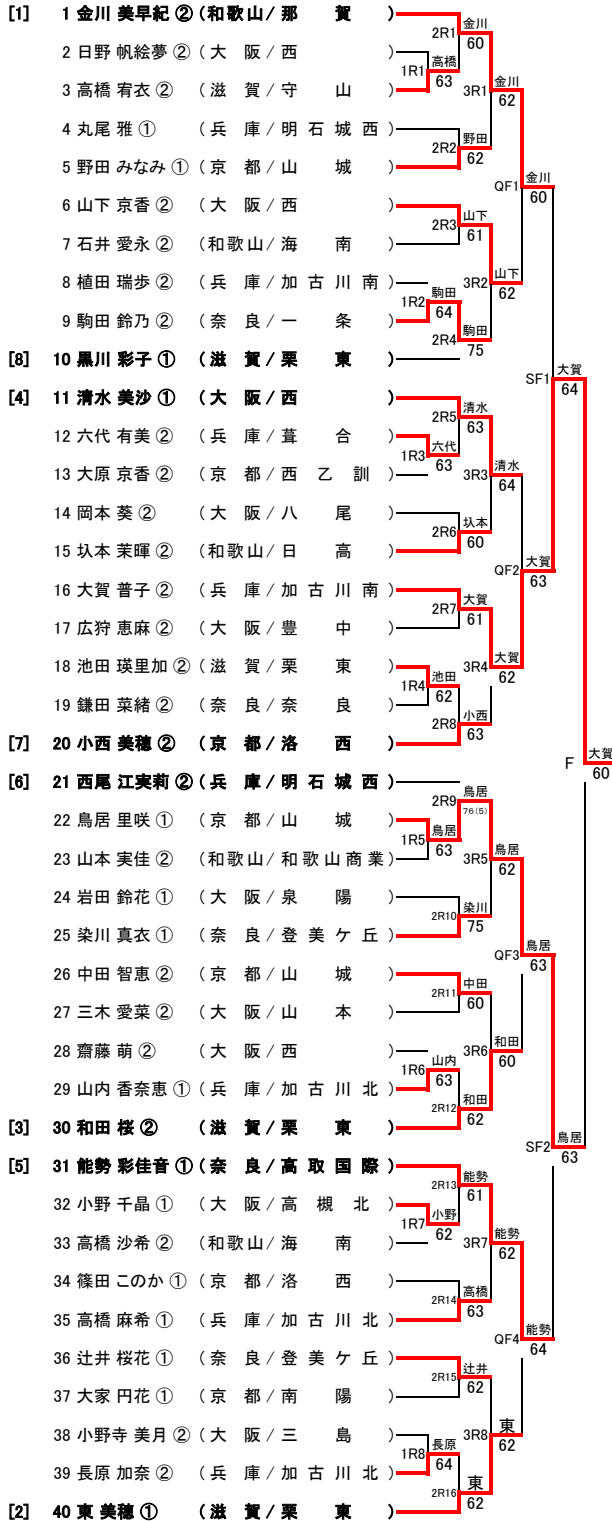 [1] 1 金川 美早紀 ② (和歌山/那 賀)
2 日野 帆絵夢 ② (大 阪/西)
3 高橋 宥衣 ② (滋 賀/守 山)
4 丸尾 雅 ① (兵 庫/明石城西)
5 野田 みなみ ① (京 都/山 城)
6 山下 京香 ② (大 阪/西)
7 石井 愛永 ② (和歌山/海 南)
8 植田 瑞歩 ② (兵 庫/加古川南)
9 駒田 鈴乃 ② (奈 良/一 条)
[8] 10 黒川 彩子 ① (滋 賀/栗 東)
[4] 11 清水 美沙 ① (大 阪/西)
12 六代 有美 ② (兵 庫/葺 合)
13 大原 京香 ② (京 都/西 乙 訓)
14 岡本 葵 ② (大 阪/八 尾)
15 圦本 茉暉 ② (和歌山/日 高)
16 大賀 普子 ② (兵 庫/加古川南)
17 広狩 恵麻 ② (大 阪/豊 中)
18 池田 瑛里加 ② (滋 賀/栗 東)
19 鎌田 菜緒 ② (奈 良/奈 良)
[7] 20 小西 美穂 ② (京 都/洛 西)
[6] 21 西尾 江実莉 ② (兵 庫/明石城西)
22 鳥居 里咲 ① (京 都/山 城)
23 山本 実佳 ② (和歌山/和歌山商業)
24 岩田 鈴花 ① (大 阪/泉 陽)
25 染川 真衣 ① (奈 良/登美ケ丘)
26 中田 智恵 ② (京 都/山 城)
27 三木 愛菜 ② (大 阪/山 本)
28 齋藤 萌 ② (大 阪/西)
29 山内 香奈恵 ① (兵 庫/加古川北)
[3] 30 和田 桜 ② (滋 賀/栗 東)
[5] 31 能勢 彩佳音 ① (奈 良/高取国際)
32 小野 千晶 ① (大 阪/高 槻 北)
33 高橋 沙希 ② (和歌山/海 南)
34 篠田 このか ① (京 都/洛 西)
35 高橋 麻希 ① (兵 庫/加古川北)
36 辻井 桜花 ① (奈 良/登美ケ丘)
37 大家 円花 ① (京 都/南 陽)
38 小野寺 美月 ② (大 阪/三 島)
39 長原 加奈 ② (兵 庫/加古川北)
[2] 40 東 美穂 ① (滋 賀/栗 東)
1R1 高橋 63
1R2 駒田 64
1R3 六代 63
1R4 池田 62
1R5 鳥居 63
1R6 山内 63
1R7 小野 62
1R8 長原 64
2R1 金川 60
2R2 野田 62
2R3 山下 61
2R4 駒田 75
2R5 清水 63
2R6 圦本 60
2R7 大賀 61
2R8 小西 63
2R9 鳥居 76(5)
2R10 染川 75
2R11 中田 60
2R12 和田 62
2R13 能勢 61
2R14 高橋 63
2R15 辻井 62
2R16 東 62
3R1 金川 62
3R2 山下 62
3R3 清水 64
3R4 大賀 62
3R5 鳥居 62
3R6 和田 60
3R7 能勢 62
3R8 東 62
QF1 金川 60
QF2 大賀 63
QF3 鳥居 63
QF4 能勢 64
SF1 大賀 64
SF2 鳥居 63
F 大賀 60